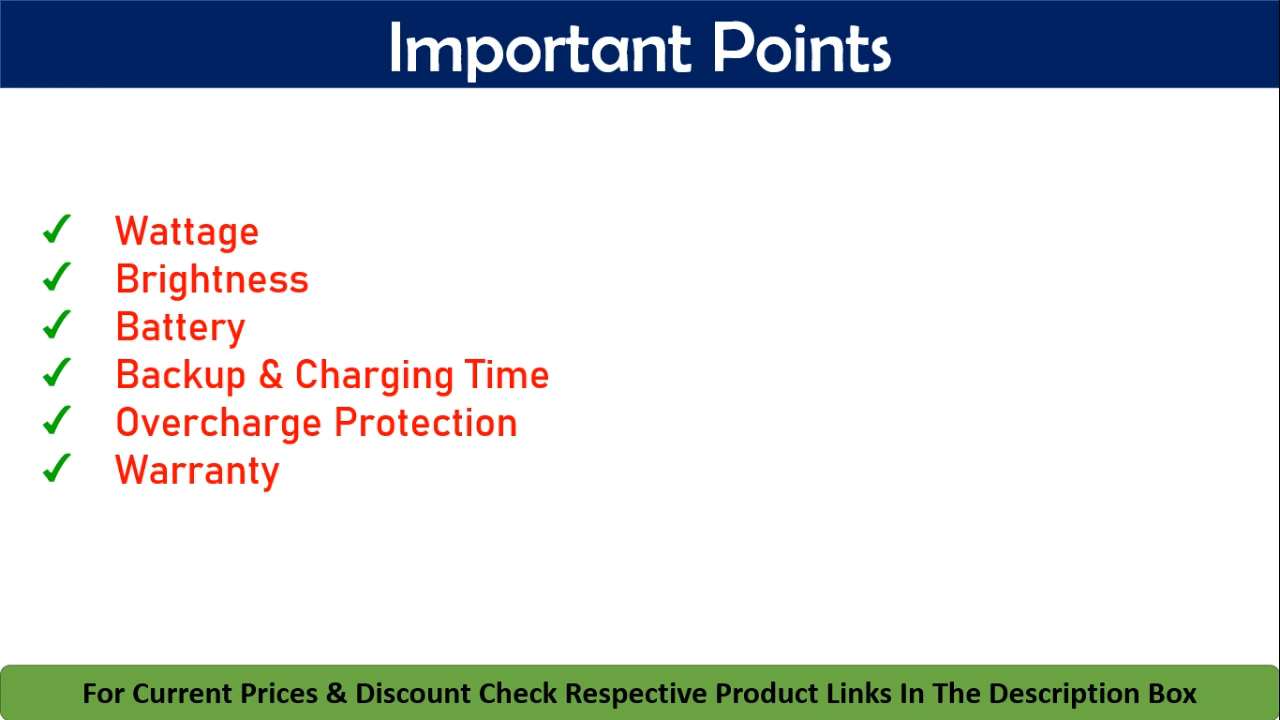 Important Points
✓ Wattage
✓ Brightness
✓ Battery
✓ Backup & Charging Time
✓ Overcharge Protection
✓ Warranty
For Current Prices & Discount Check Respective Product Links In The Description Box